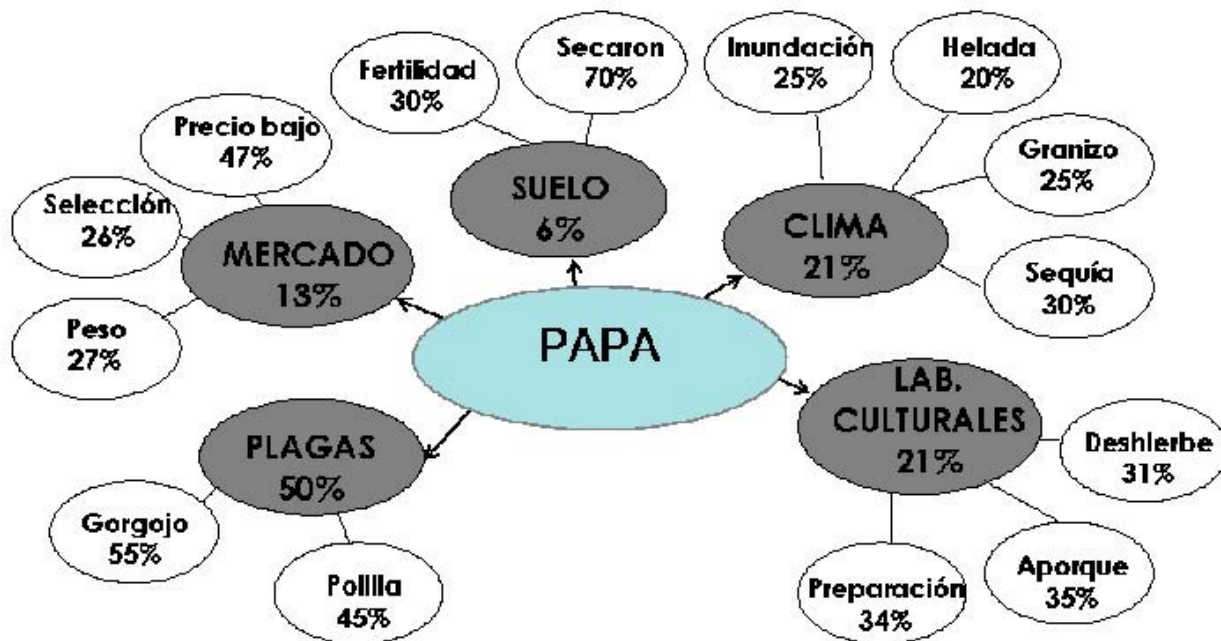 Fertilidad
30%
Secaron
70%
Inundación
25%
Helada
20%
Precio bajo
47%
Granizo
25%
Selección
26%
SUELO
6%
CLIMA
21%
MERCADO
13%
Sequía
30%
Peso
27%
PAPA
LAB.
CULTURALES
21%
PLAGAS
50%
Deshierbe
31%
Gorgojo
55%
Polilla
45%
Preparación
34%
Aporque
35%